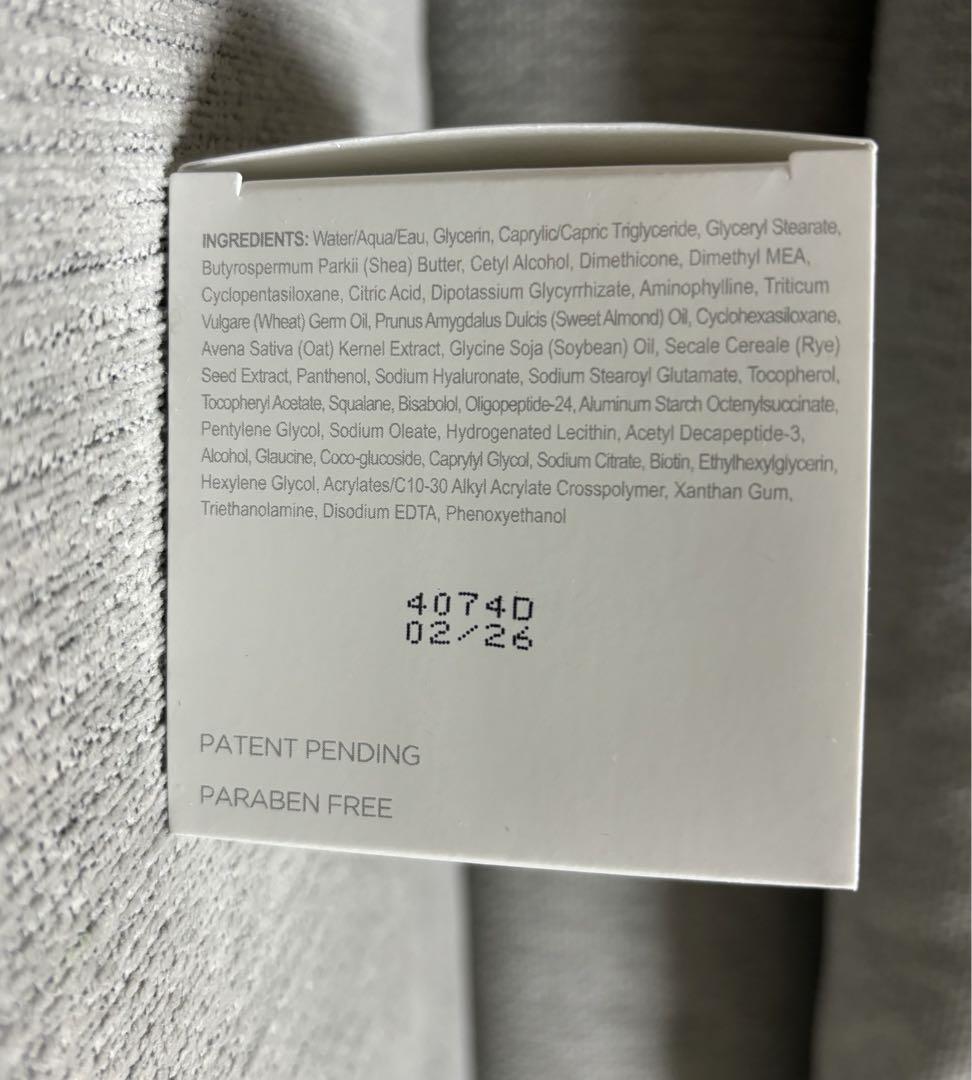 INGREDIENTS: Water/Aqua/Eau, Glycerin, Caprylic/Capric Triglyceride, Glyceryl Stearate,
Butyrospermum Parkii (Shea) Butter, Cetyl Alcohol, Dimethicone, Dimethyl MEA,
Cyclopentasiloxane, Citric Acid, Dipotassium Glycyrrhizate, Aminophylline, Triticum
Vulgare (Wheat) Germ Oil, Prunus Amygdalus Dulcis (Sweet Almond) Oil, Cyclohexasiloxane,
Avena Sativa (Oat) Kernel Extract, Glycine Soja (Soybean) Oil, Secale Cereale (Rye)
Seed Extract, Panthenol, Sodium Hyaluronate, Sodium Stearoyl Glutamate, Tocopherol,
Tocopheryl Acetate, Squalane, Bisabolol, Oligopeptide-24, Aluminum Starch Octenylsuccinate,
Pentylene Glycol, Sodium Oleate, Hydrogenated Lecithin, Acetyl Decapeptide-3,
Alcohol, Glaucine, Coco-glucoside, Caprylyl Glycol, Sodium Citrate, Biotin, Ethylhexylglycerin,
Hexylene Glycol, Acrylates/C10-30 Alkyl Acrylate Crosspolymer, Xanthan Gum,
Triethanolamine, Disodium EDTA, Phenoxyethanol
4074D
02/26
PATENT PENDING
PARABEN FREE